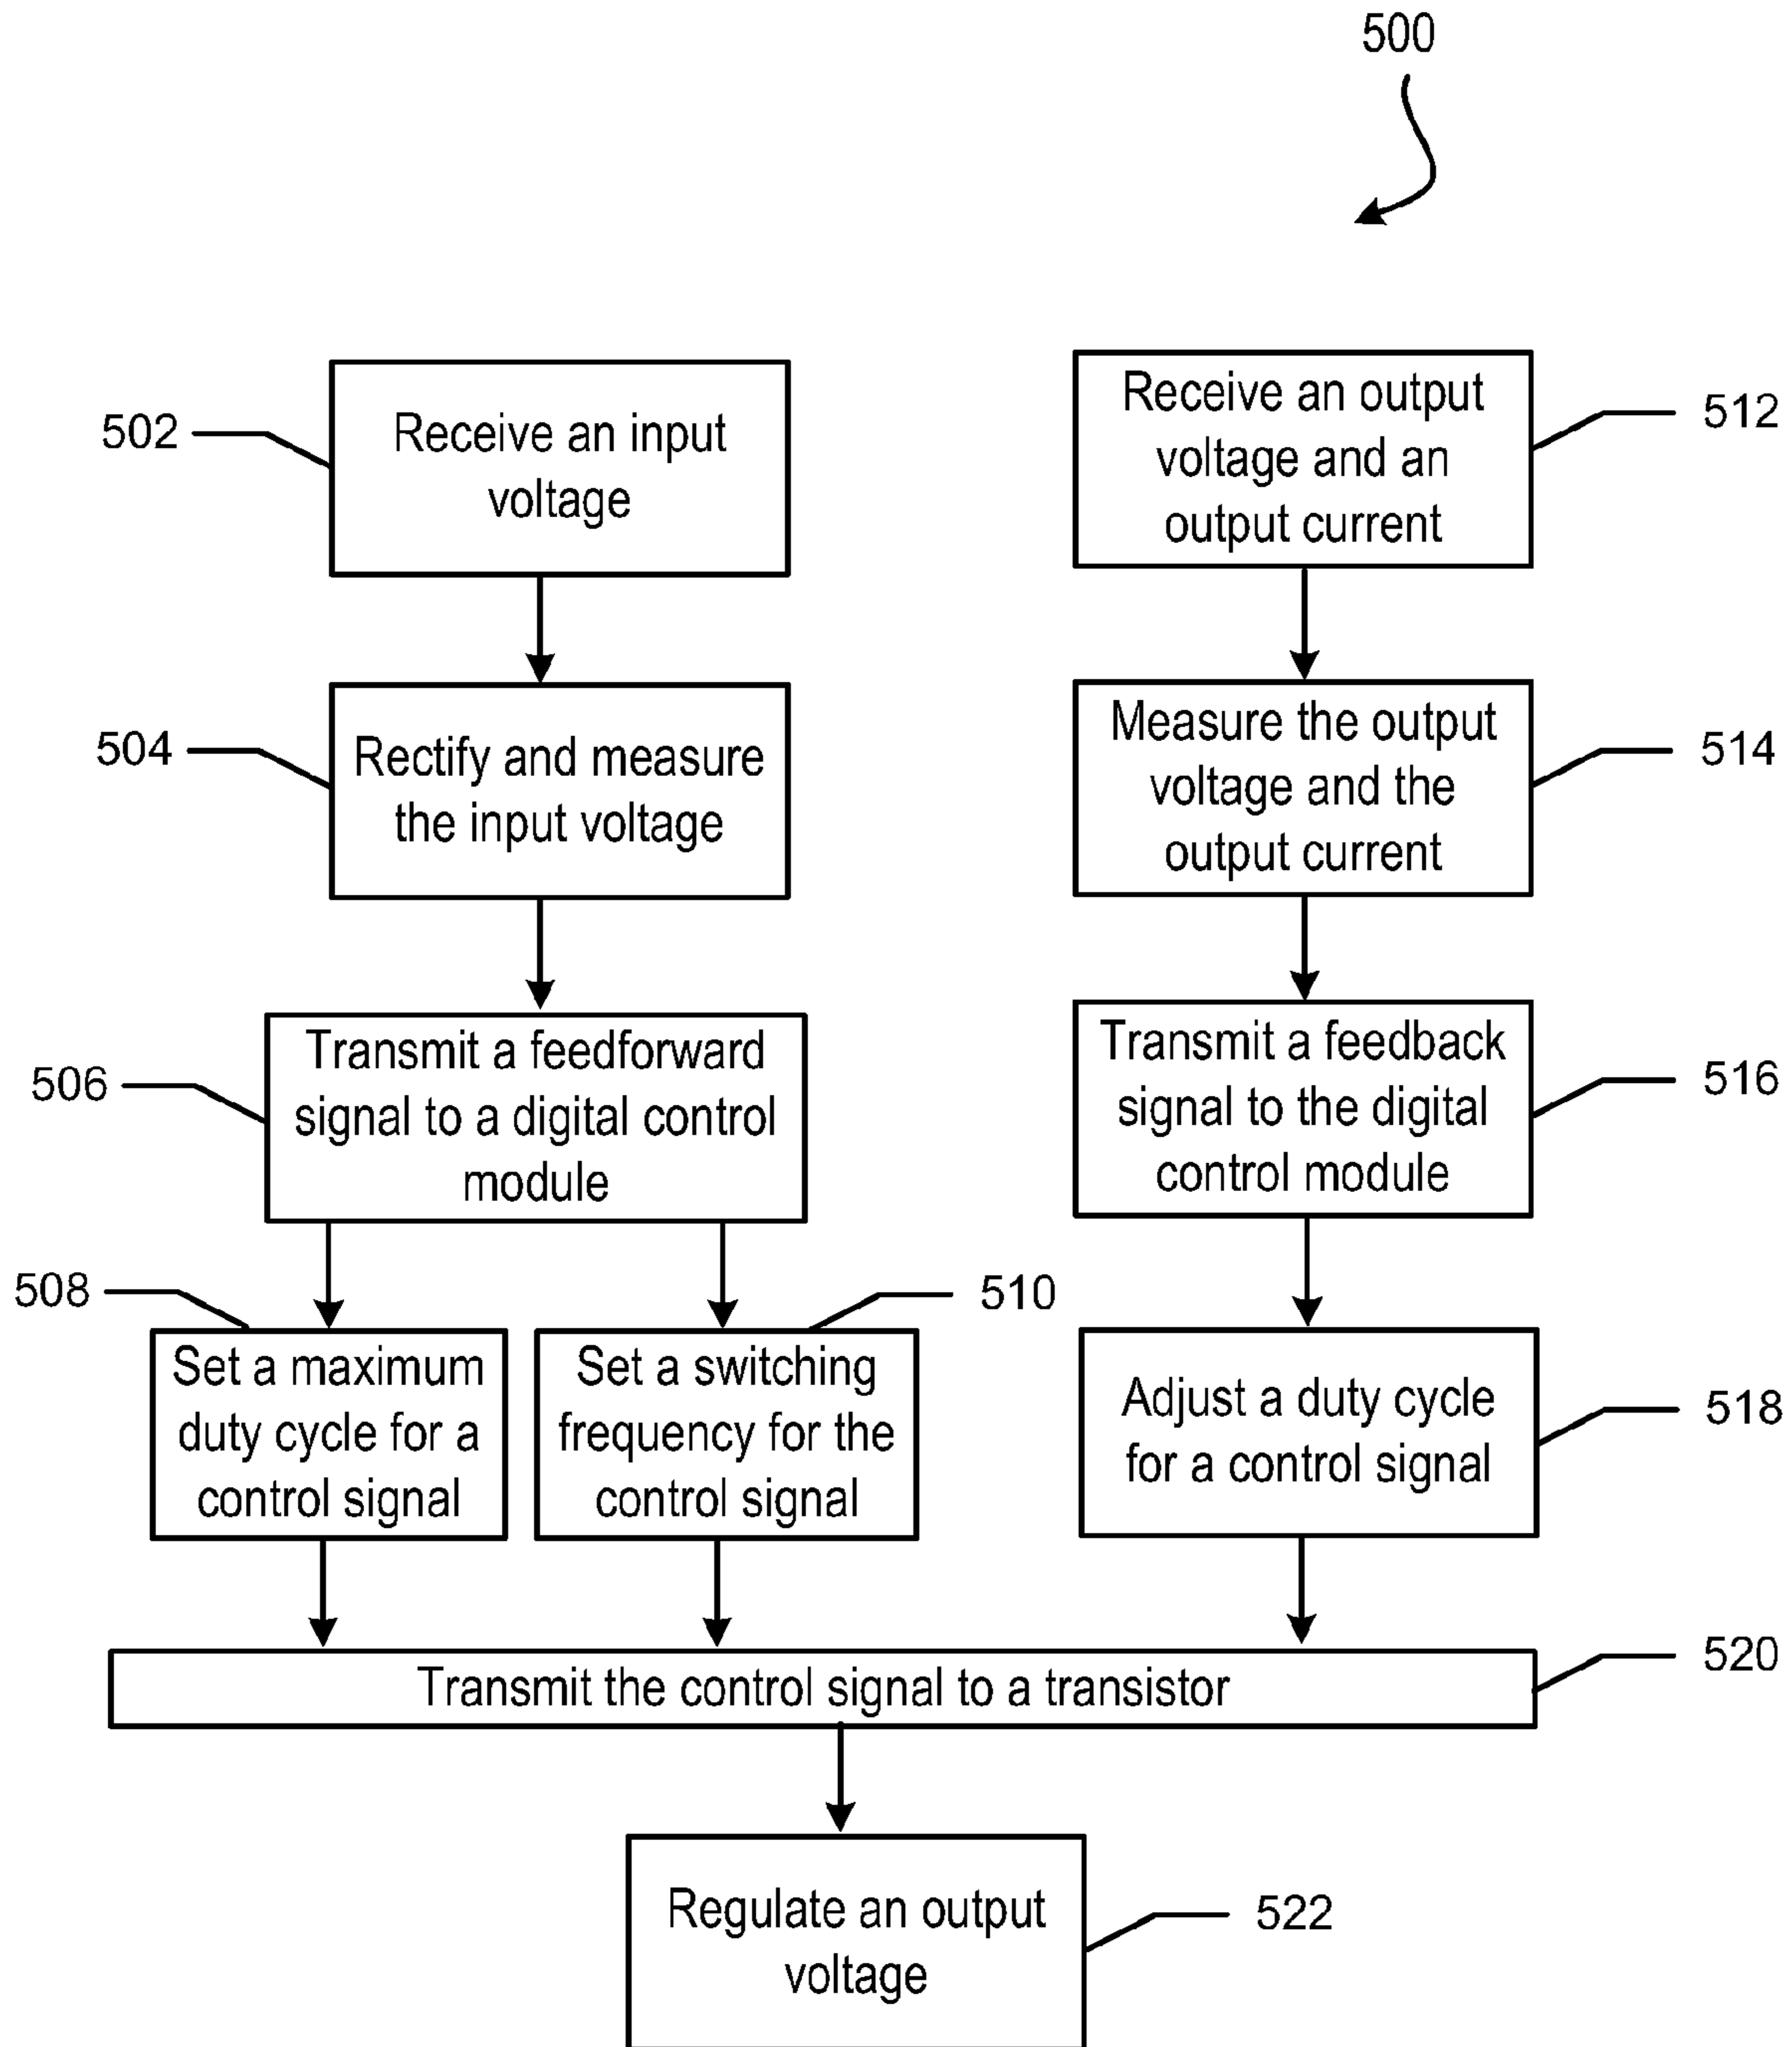 500
502
Receive an input
voltage
504
Rectify and measure
the input voltage
506
Transmit a feedforward
signal to a digital control
module
508
Set a maximum
duty cycle for a
control signal
510
Set a switching
frequency for the
control signal
Receive an output
voltage and an
output current
512
Measure the output
voltage and the
output current
514
Transmit a feedback
signal to the digital
control module
516
Adjust a duty cycle
for a control signal
518
Transmit the control signal to a transistor
520
Regulate an output
voltage
522